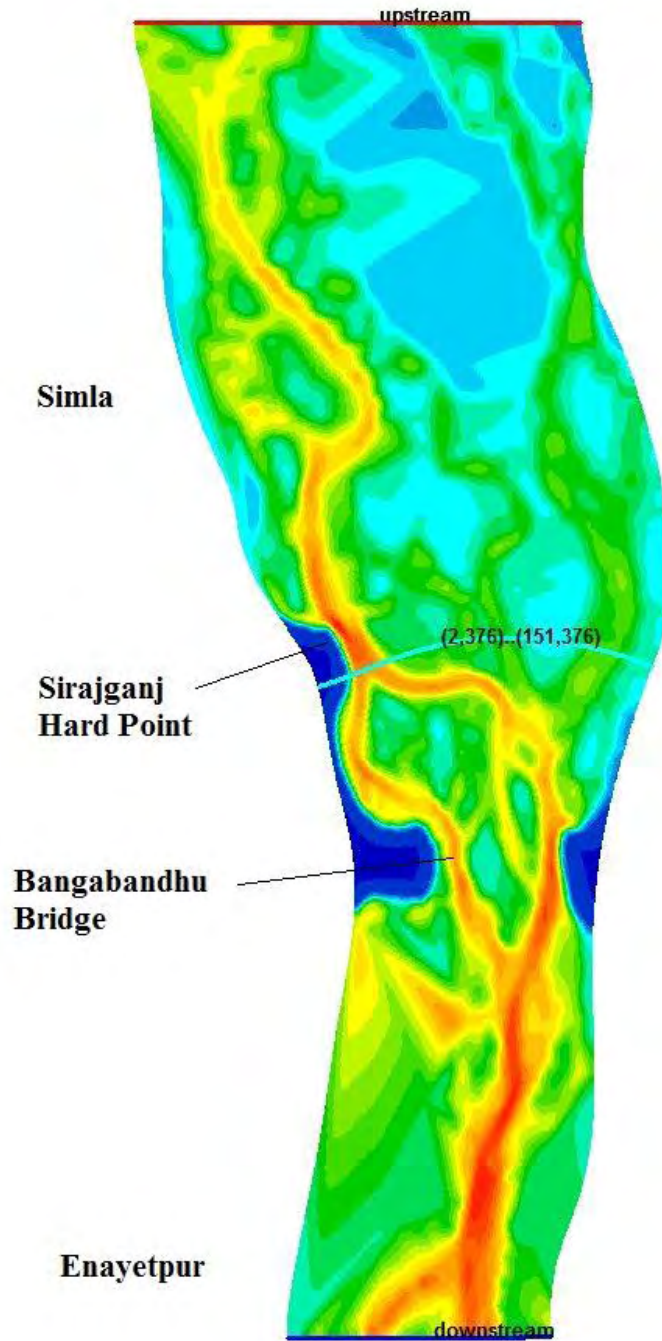 upstream
Simla
(2,376)..(151,376)
Sirajganj
Hard Point
Bangabandhu
Bridge
Enayetpur
downstream